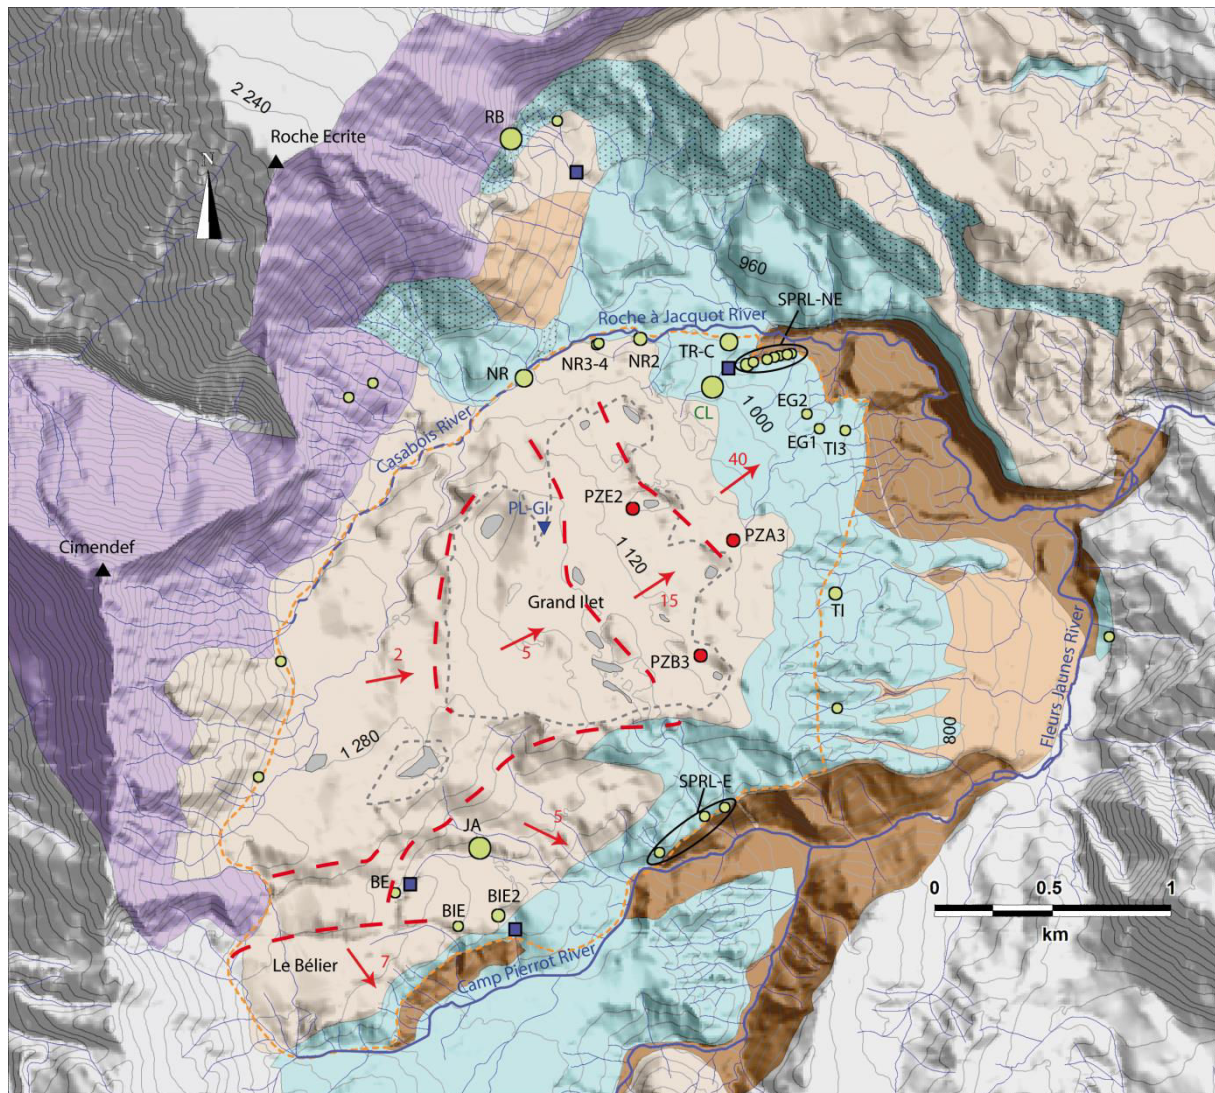 2 240
RB
Roche Ecrite
N
960
SPRL-NE
Roche à Jacquot River
TR-C
NR3-4
NR2
NR
CL
1 000
EG2
EG1
TI3
Casabois River
40
PZE2
PL-GI
PZA3
Cimendef
1 120
Grand Ilet
15
TI
5
2
PZB3
Fleurs Jaunes River
800
1 280
SPRL-E
5
JA
BE
BIE2
BIE
0
0.5
1
km
Le Bélier
7
Camp Pierrot River